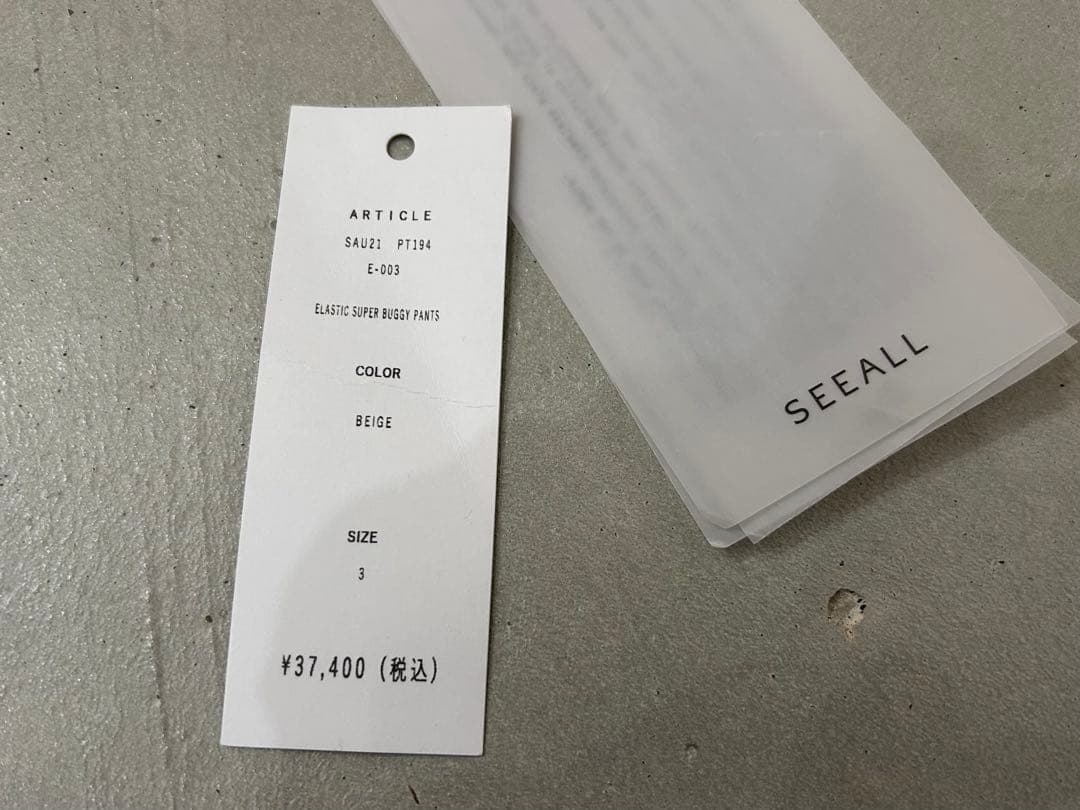 ARTICLE
SAU21 PT194
E-003
ELASTIC SUPER BUGGY PANTS
COLOR
BEIGE
SIZE
3
¥37,400 (税込)
SEEALL